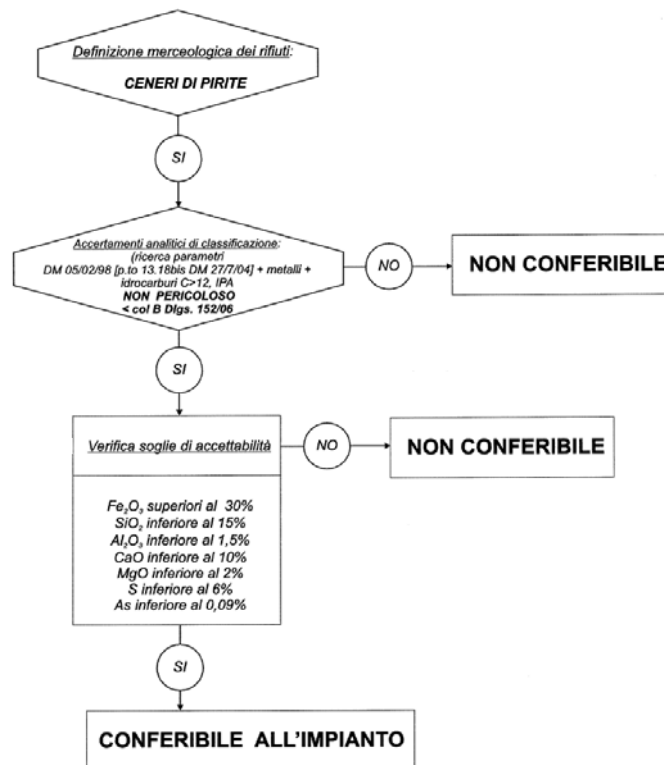 Definizione merceologica dei rifiuti:
CENERI DI PIRITE
SI
Accertamenti analitici di classificazione:
(ricerca parametri
DM 05/02/98 [p.to 13.18bis DM 27/7/04] + metalli +
idrocarburi C>12, IPA
NON PERICOLOSO
< col B Dlgs. 152/06
NO
NON CONFERIBILE
SI
Verifica soglie di accettabilità
NO
NON CONFERIBILE
Fe₂O₃ superiori al 30%
SiO₂ inferiore al 15%
Al₂O₃ inferiore al 1,5%
CaO inferiore al 10%
MgO inferiore al 2%
S inferiore al 6%
As inferiore al 0,09%
SI
CONFERIBILE ALL'IMPIANTO